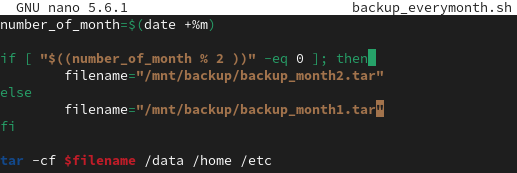 GNU nano 5.6.1 backup_everymonth.sh
number_of_month=$(date +%m)
if [ "$((number_of_month % 2 ))" -eq 0 ]; then
filename="/mnt/backup/backup_month2.tar"
else
filename="/mnt/backup/backup_month1.tar"
fi
tar -cf $filename /data /home /etc